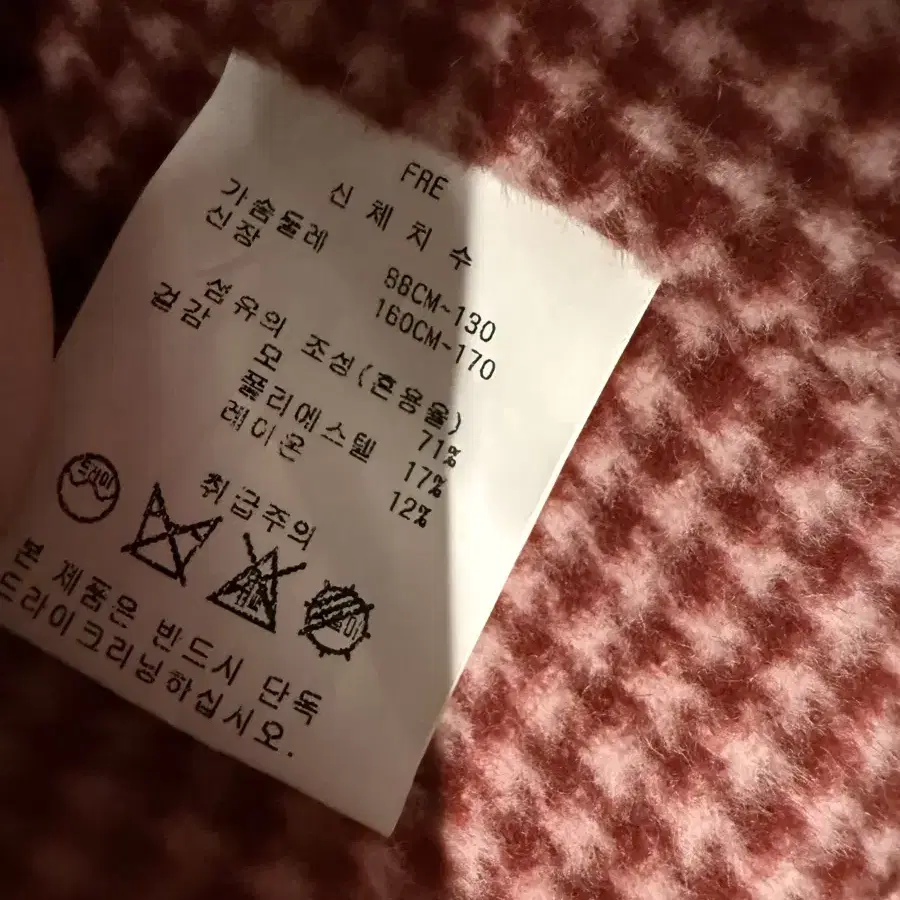 FRE
신 체 치 수
가슴둘레 88CM~130
신장 160CM~170
섬유의 조성(혼용율)
겉감
모 71%
폴리에스텔 17%
레이온 12%
취급주의
드라이
본 제품은 반드시 단독
드라이크리닝하십시오.